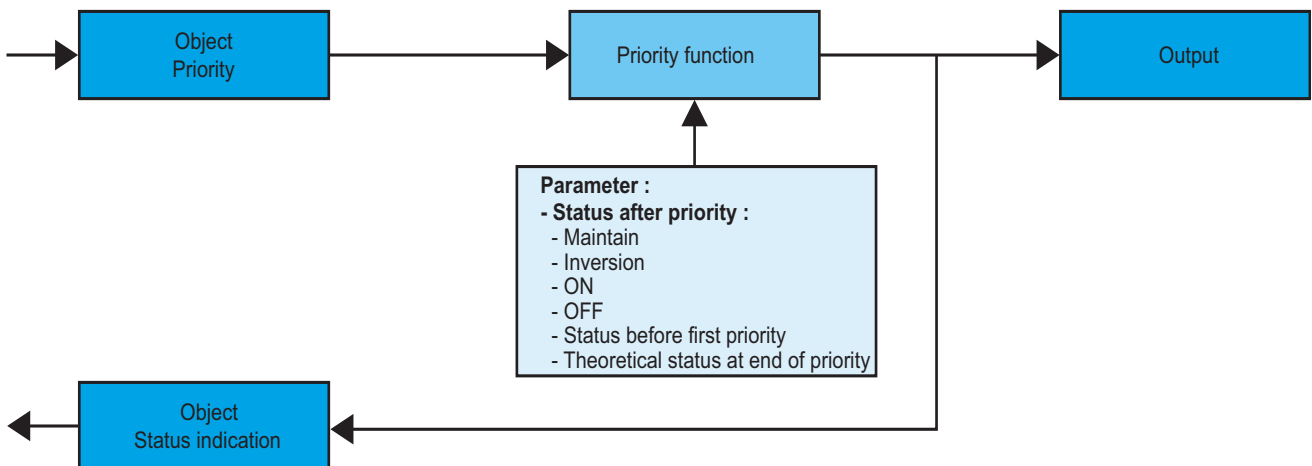 Object
Priority
Priority function
Output
Parameter :
- Status after priority :
- Maintain
- Inversion
- ON
- OFF
- Status before first priority
- Theoretical status at end of priority
Object
Status indication